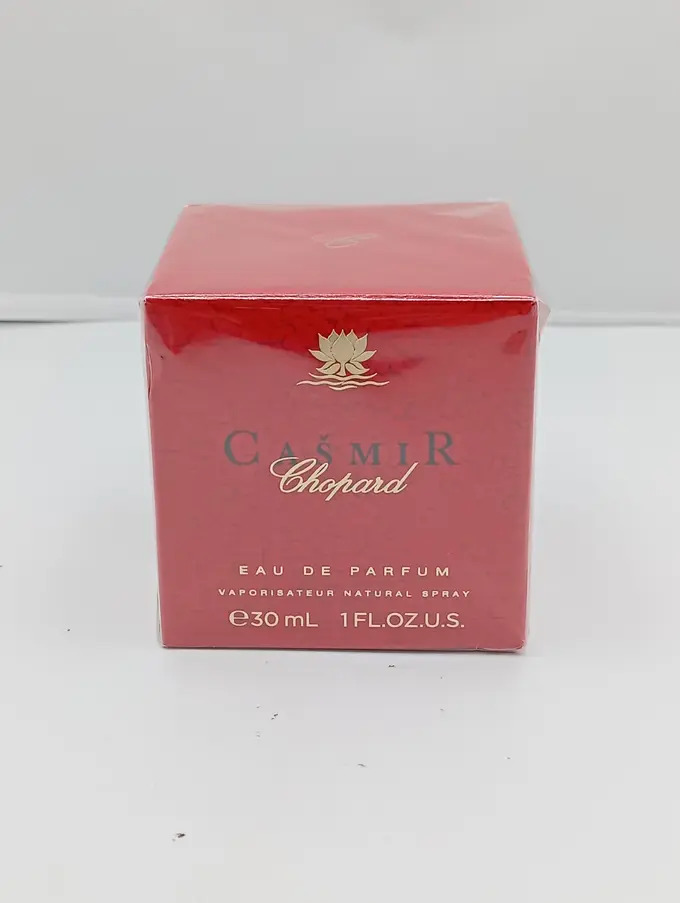 CAŠMIR
Chopard
EAU DE PARFUM
VAPORISATEUR NATURAL SPRAY
℮30 mL 1FL.OZ.U.S.